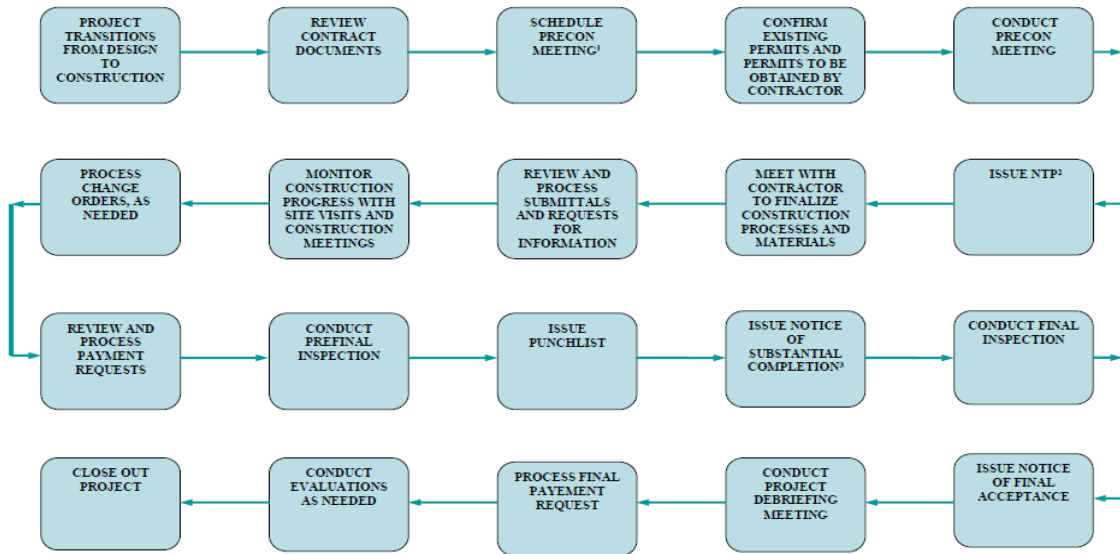 PROJECT
TRANSITIONS
FROM DESIGN
TO
CONSTRUCTION
REVIEW
CONTRACT
DOCUMENTS
SCHEDULE
PRECON
MEETING¹
CONFIRM
EXISTING
PERMITS AND
PERMITS TO BE
OBTAINED BY
CONTRACTOR
CONDUCT
PRECON
MEETING
ISSUE NTP²
MEET WITH
CONTRACTOR
TO FINALIZE
CONSTRUCTION
PROCESSES AND
MATERIALS
REVIEW AND
PROCESS
SUBMITTALS
AND REQUESTS
FOR
INFORMATION
MONITOR
CONSTRUCTION
PROGRESS WITH
SITE VISITS AND
CONSTRUCTION
MEETINGS
PROCESS
CHANGE
ORDERS, AS
NEEDED
REVIEW AND
PROCESS
PAYMENT
REQUESTS
CONDUCT
PREFINAL
INSPECTION
ISSUE
PUNCHLIST
ISSUE NOTICE
OF
SUBSTANTIAL
COMPLETION³
CONDUCT FINAL
INSPECTION
ISSUE NOTICE
OF FINAL
ACCEPTANCE
CONDUCT
PROJECT
DEBRIEFING
MEETING
PROCESS FINAL
PAYEMENT
REQUEST
CONDUCT
EVALUATIONS
AS NEEDED
CLOSE OUT
PROJECT